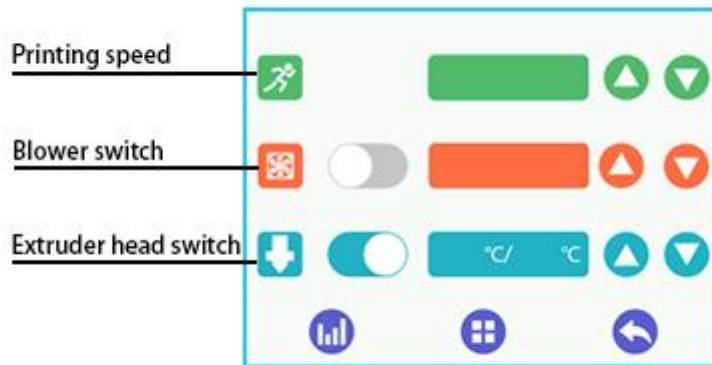 Printing speed
Blower switch
Extruder head switch
℃/ ℃